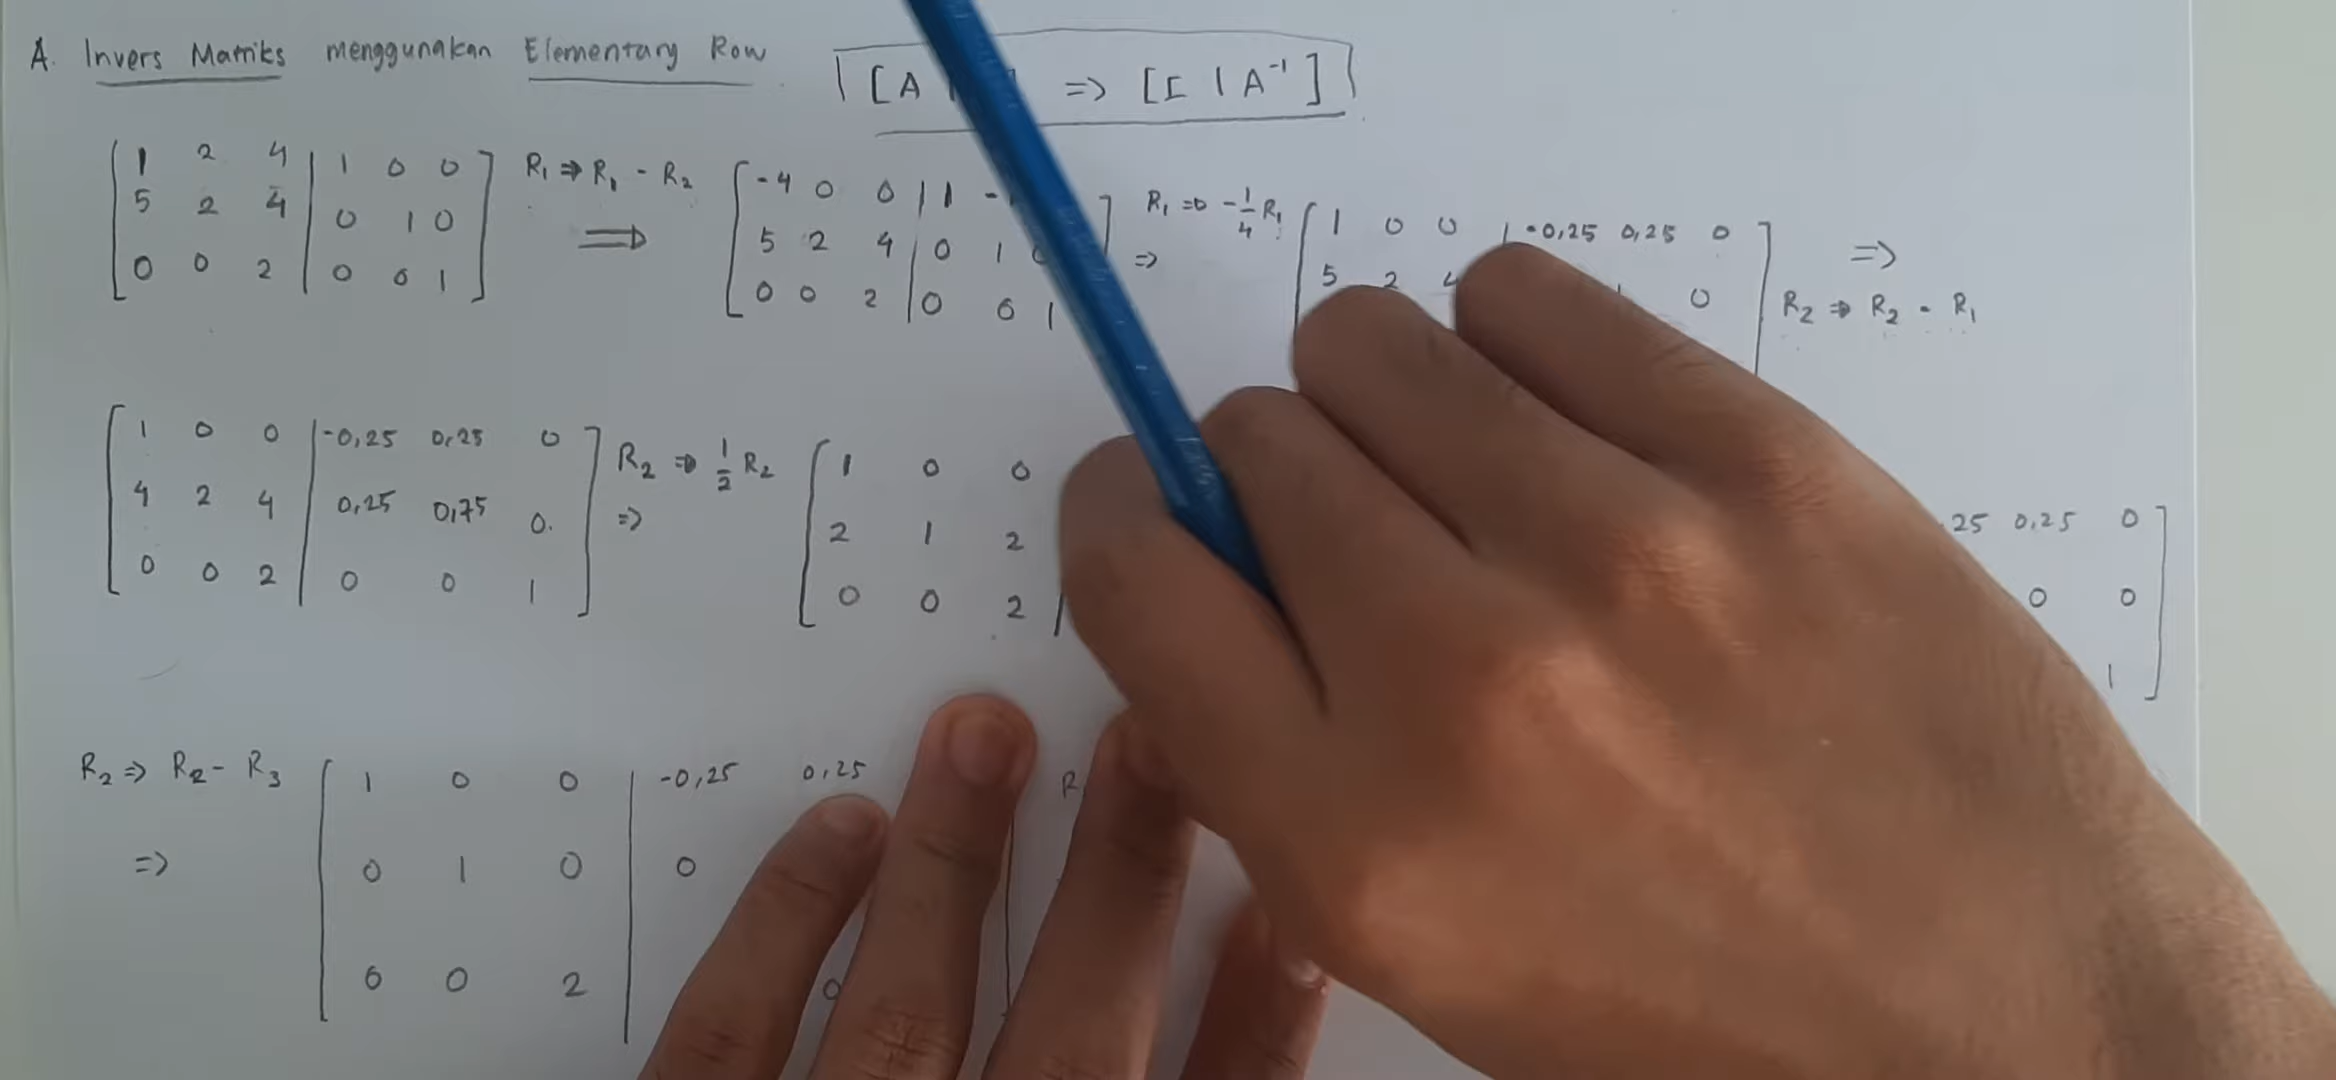 A. Invers Matriks menggunakan Elementary Row [A ] => [I | A⁻¹]
1 2 4 | 1 0 0
5 2 4 | 0 1 0
0 0 2 | 0 0 1
R₁ => R₁ - R₂
=>
-4 0 0 | 1 -
5 2 4 | 0 1 0
0 0 2 | 0 0 1
R₁ => -1/4 R₁
=>
1 0 0 | -0,25 0,25 0
5 2 4 0
=>
R₂ => R₂ - R₁
1 0 0 | -0,25 0,25 0
4 2 4 | 0,25 0,75 0.
0 0 2 | 0 0 1
R₂ => 1/2 R₂
=>
1 0 0
2 1 2
0 0 2 |
,25 0,25 0
0 0
1
R₂ => R₂ - R₃
=>
1 0 0 | -0,25 0,25
0 1 0 | 0
0 0 2 | 0
R